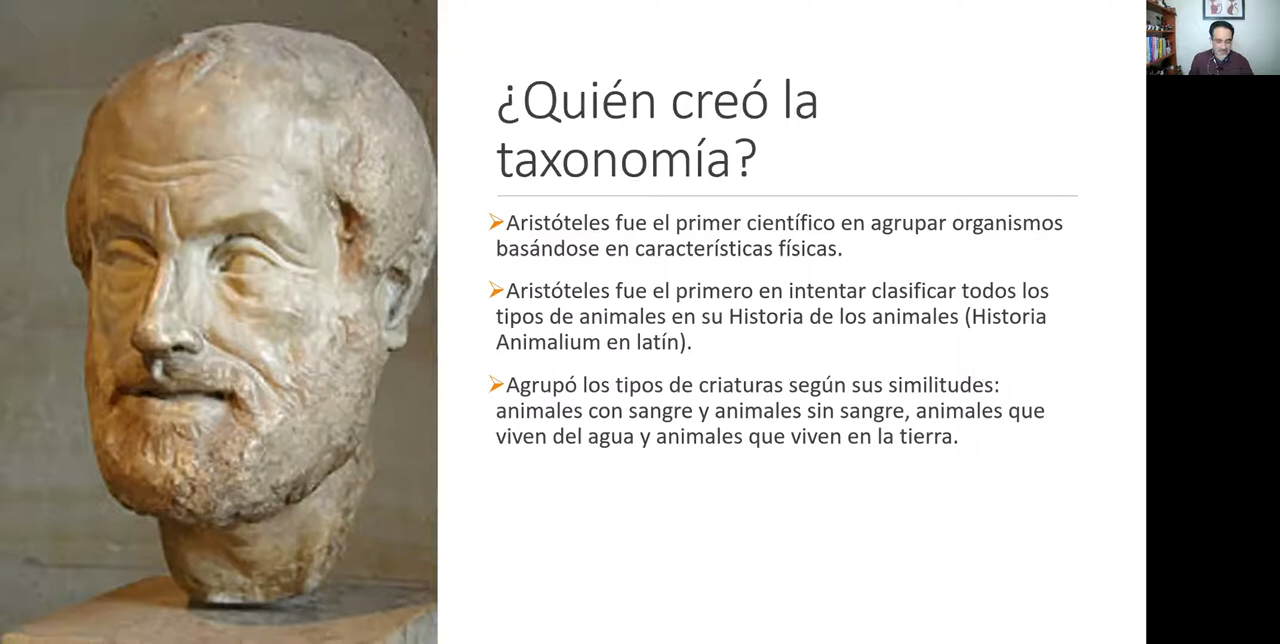 ¿Quién creó la
taxonomía?
Aristóteles fue el primer científico en agrupar organismos
basándose en características físicas.
Aristóteles fue el primero en intentar clasificar todos los
tipos de animales en su Historia de los animales (Historia
Animalium en latín).
Agrupó los tipos de criaturas según sus similitudes:
animales con sangre y animales sin sangre, animales que
viven del agua y animales que viven en la tierra.